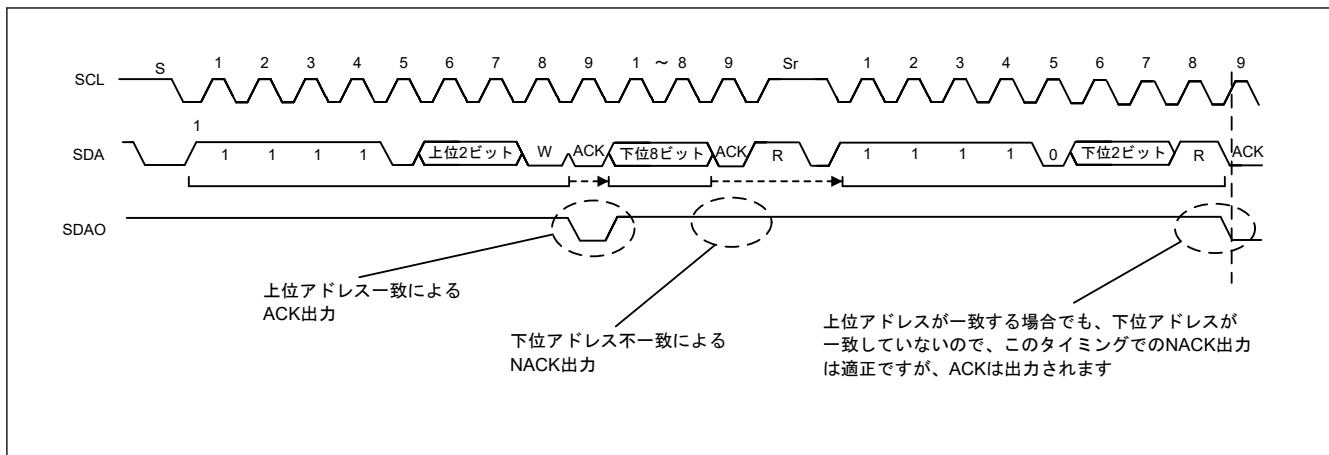 S 1 2 3 4 5 6 7 8 9 1 ～ 8 9 Sr 1 2 3 4 5 6 7 8 9
SCL
1
SDA 1 1 1 1 上位2ビット W ACK 下位8ビット ACK R 1 1 1 1 0 下位2ビット R ACK
SDAO
上位アドレス一致による
ACK出力
下位アドレス不一致による
NACK出力
上位アドレスが一致する場合でも、下位アドレスが
一致していないので、このタイミングでのNACK出力
は適正ですが、ACKは出力されます